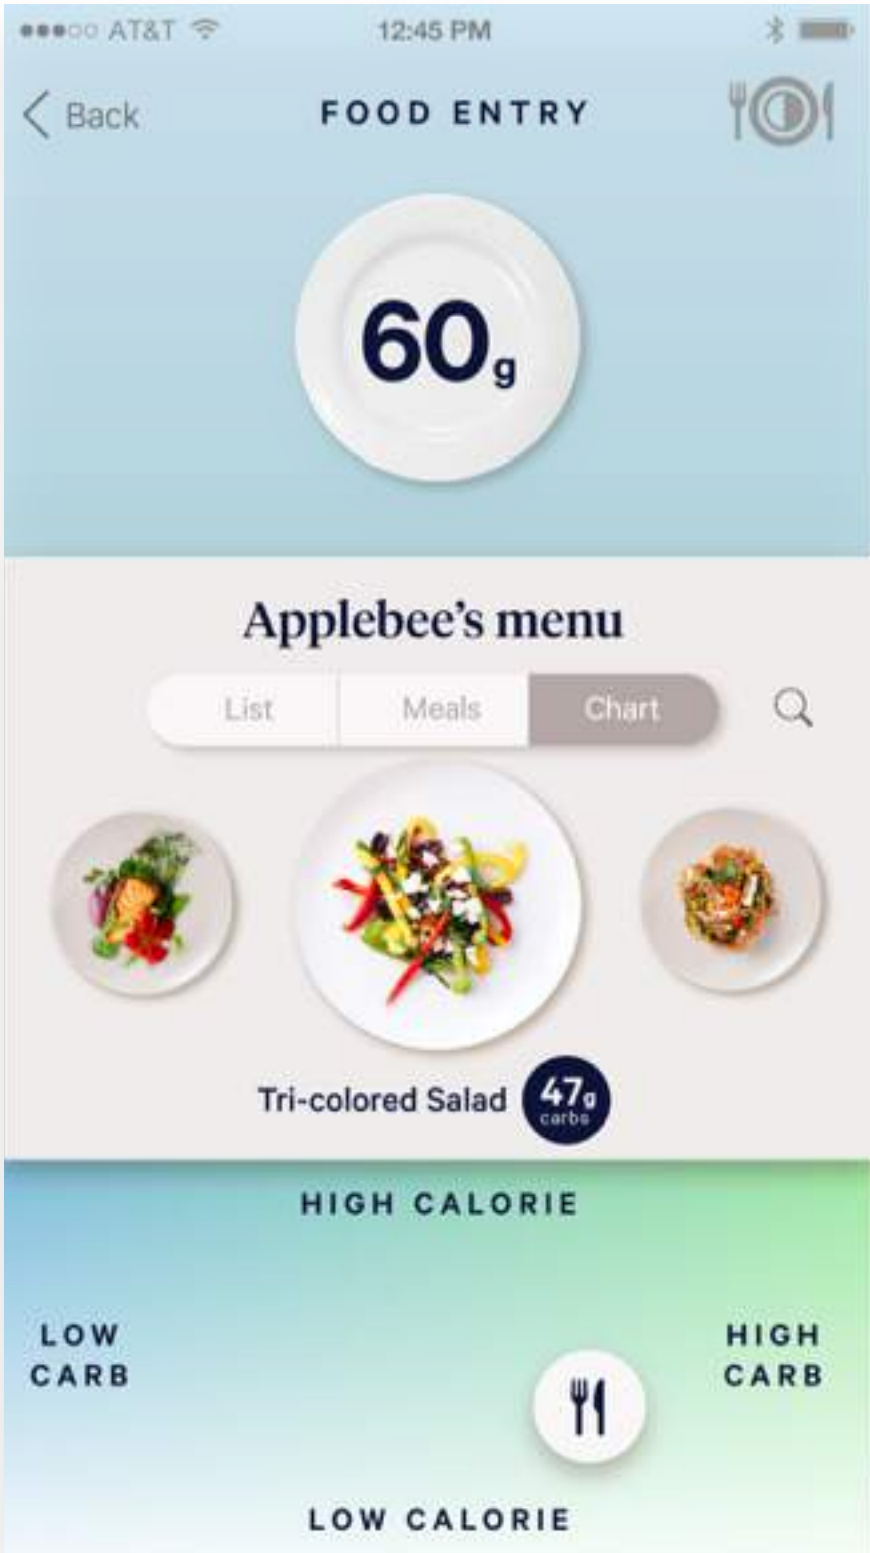 AT&T 12:45 PM
Back FOOD ENTRY
60g
Applebee's menu
List Meals Chart
Tri-colored Salad 47g
carbs
HIGH CALORIE
LOW
CARB
HIGH
CARB
LOW CALORIE